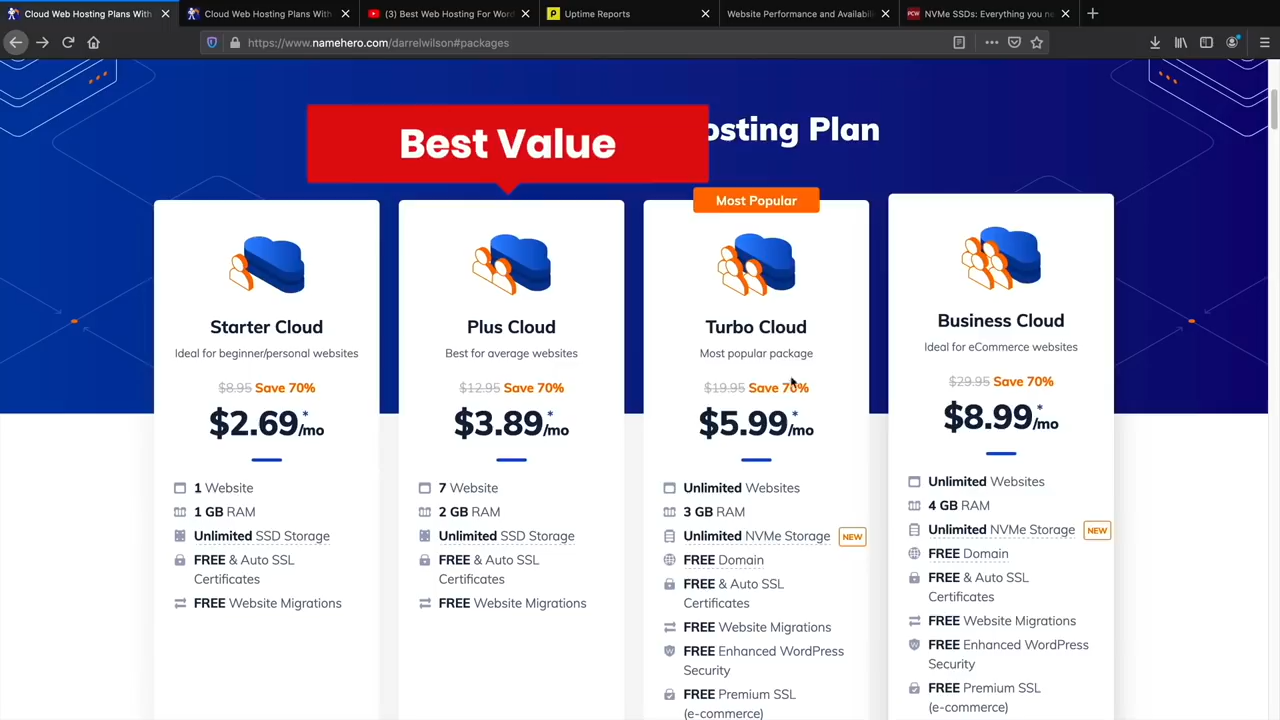 Cloud Web Hosting Plans With
Cloud Web Hosting Plans With
(3) Best Web Hosting For Word
Uptime Reports
Website Performance and Availabili
NVMe SSDs: Everything you ne
https://www.namehero.com/darrelwilson#packages
Best Value
osting Plan
Starter Cloud
Ideal for beginner/personal websites
$8.95 Save 70%
$2.69*/mo
1 Website
1 GB RAM
Unlimited SSD Storage
FREE & Auto SSL
Certificates
FREE Website Migrations
Plus Cloud
Best for average websites
$12.95 Save 70%
$3.89*/mo
7 Website
2 GB RAM
Unlimited SSD Storage
FREE & Auto SSL
Certificates
FREE Website Migrations
Most Popular
Turbo Cloud
Most popular package
$19.95 Save 70%
$5.99*/mo
Unlimited Websites
3 GB RAM
Unlimited NVMe Storage NEW
FREE Domain
FREE & Auto SSL
Certificates
FREE Website Migrations
FREE Enhanced WordPress
Security
FREE Premium SSL
(e-commerce)
Business Cloud
Ideal for eCommerce websites
$29.95 Save 70%
$8.99*/mo
Unlimited Websites
4 GB RAM
Unlimited NVMe Storage NEW
FREE Domain
FREE & Auto SSL
Certificates
FREE Website Migrations
FREE Enhanced WordPress
Security
FREE Premium SSL
(e-commerce)